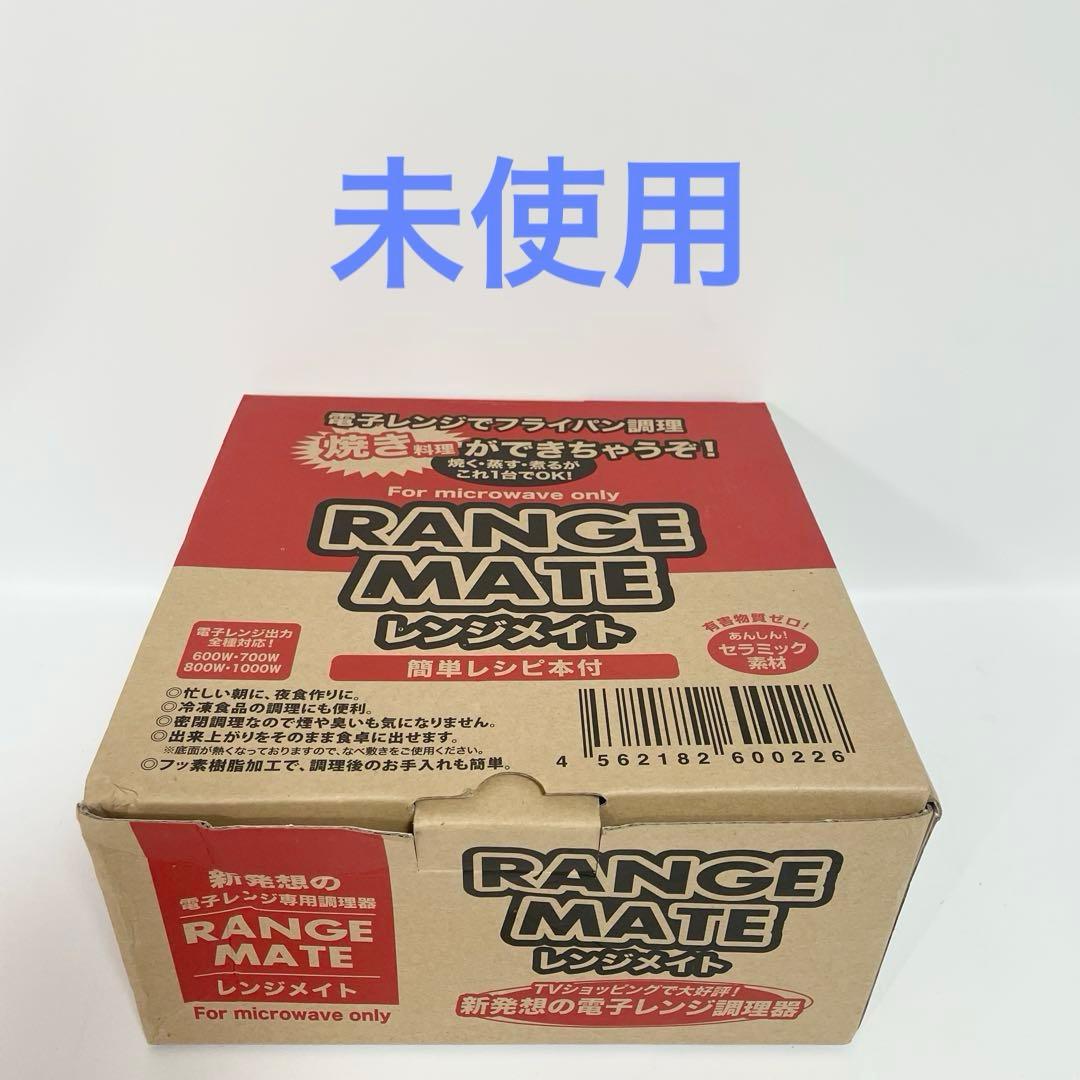 未使用
電子レンジでフライパン調理
焼き料理ができちゃうぞ!
焼く・蒸す・煮るが
これ1台でOK!
For microwave only
RANGE
MATE
レンジメイト
簡単レシピ本付
電子レンジ出力
全種対応!
600W・700W
800W・1000W
有害物質ゼロ!
あんしん!
セラミック
素材
◎忙しい朝に、夜食作りに。
◎冷凍食品の調理にも便利。
◎密閉調理なので煙や臭いも気になりません。
◎出来上がりをそのまま食卓に出せます。
※底面が熱くなっておりますので、なべ敷きをご使用ください。
◎フッ素樹脂加工で、調理後のお手入れも簡単。
4 562182 600226
新発想の
電子レンジ専用調理器
RANGE
MATE
レンジメイト
For microwave only
RANGE
MATE
レンジメイト
TVショッピングで大好評!
新発想の電子レンジ調理器